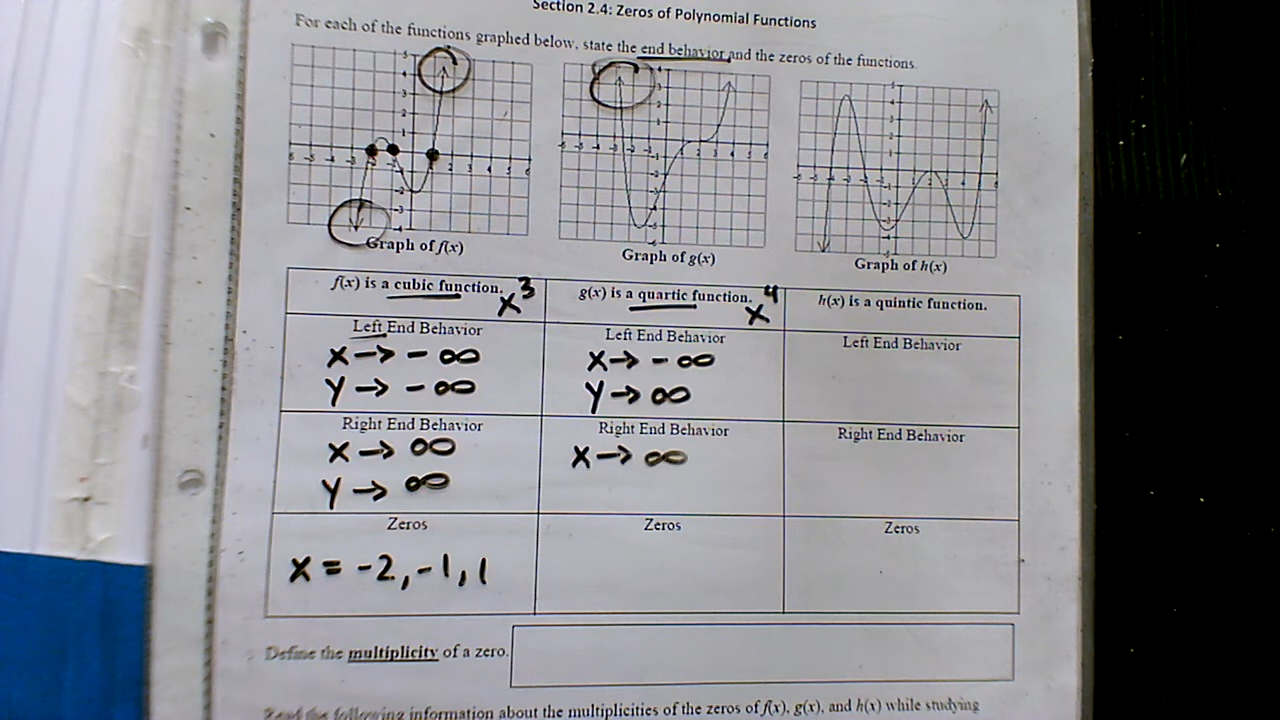 Section 2.4: Zeros of Polynomial Functions
For each of the functions graphed below, state the end behavior and the zeros of the functions.
Graph of f(x)
Graph of g(x)
Graph of h(x)
f(x) is a cubic function. x³
g(x) is a quartic function. x⁴
h(x) is a quintic function.
Left End Behavior
x → - ∞
y → - ∞
Left End Behavior
x → - ∞
y → ∞
Left End Behavior
Right End Behavior
x → ∞
y → ∞
Right End Behavior
x → ∞
Right End Behavior
Zeros
x = -2, -1, 1
Zeros
Zeros
Define the multiplicity of a zero.
Read the following information about the multiplicities of the zeros of f(x), g(x), and h(x) while studying